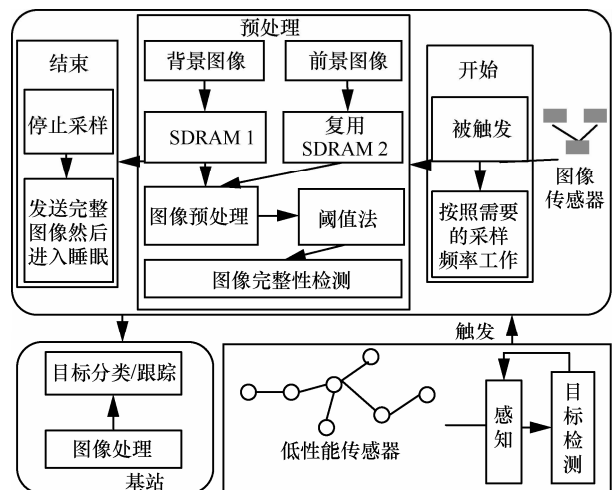 预处理
结束
停止采样
发送完整
图像然后
进入睡眠
背景图像
前景图像
SDRAM 1
复用
SDRAM 2
图像预处理
阈值法
图像完整性检测
开始
被触发
按照需要
的采样
频率工作
图像
传感器
触发
目标分类/跟踪
图像处理
基站
低性能传感器
感知
目标检测